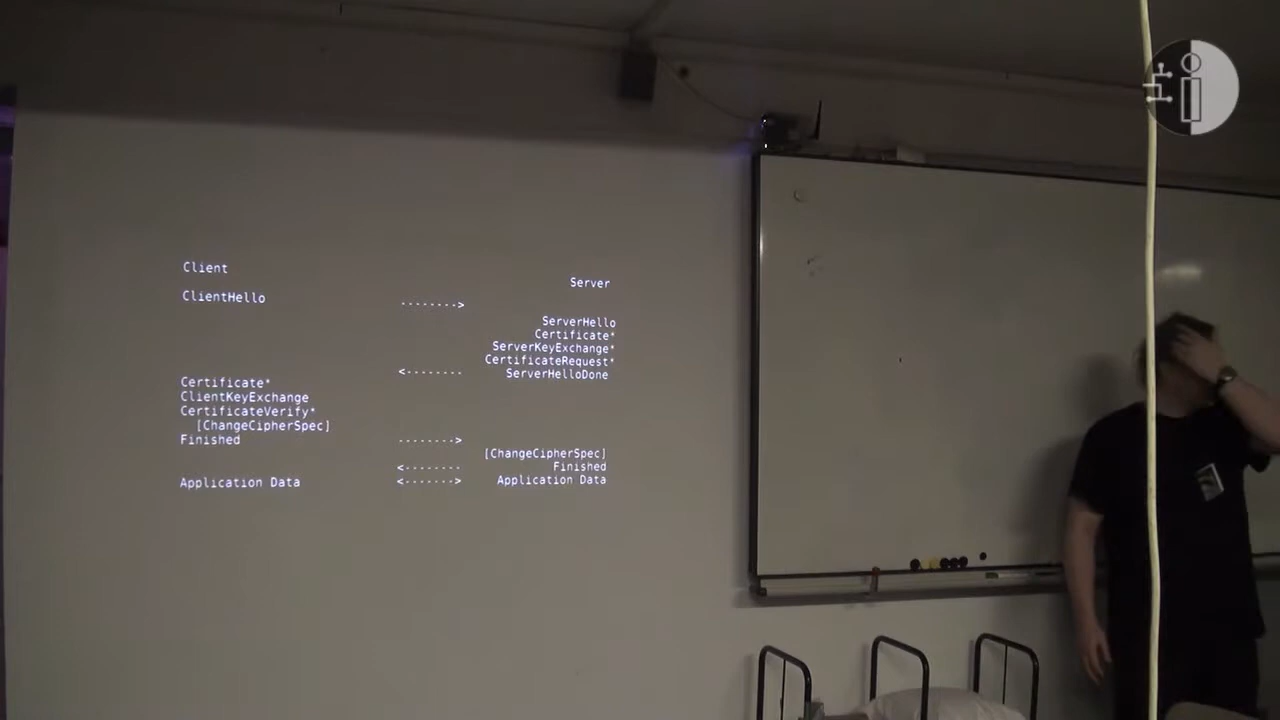 Client
Server
ClientHello -------->
ServerHello
Certificate*
ServerKeyExchange*
CertificateRequest*
<-------- ServerHelloDone
Certificate*
ClientKeyExchange
CertificateVerify*
[ChangeCipherSpec]
Finished -------->
[ChangeCipherSpec]
<-------- Finished
Application Data <-------> Application Data